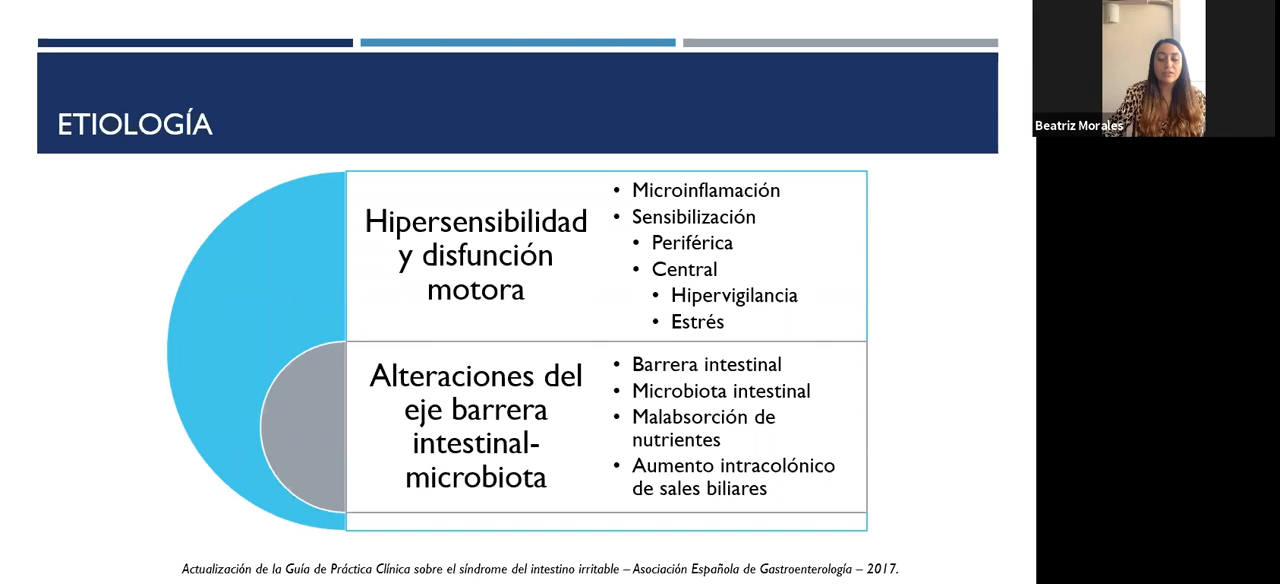 ETIOLOGÍA
Beatriz Morales
Hipersensibilidad
y disfunción
motora
• Microinflamación
• Sensibilización
• Periférica
• Central
• Hipervigilancia
• Estrés
Alteraciones del
eje barrera
intestinal-
microbiota
• Barrera intestinal
• Microbiota intestinal
• Malabsorción de
nutrientes
• Aumento intracolónico
de sales biliares
Actualización de la Guía de Práctica Clínica sobre el síndrome del intestino irritable – Asociación Española de Gastroenterología – 2017.